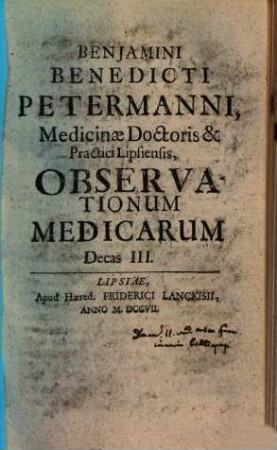 BENJAMINI
BENEDICTI
PETERMANNI,
Medicinæ Doctoris &
Practici Lipsiensis,
OBSERVA-
TIONUM
MEDICARUM
Decas III.
LIPSIAE,
Apud Hæred. FRIDERICI LANCKISII,
ANNO M. DCCVII.